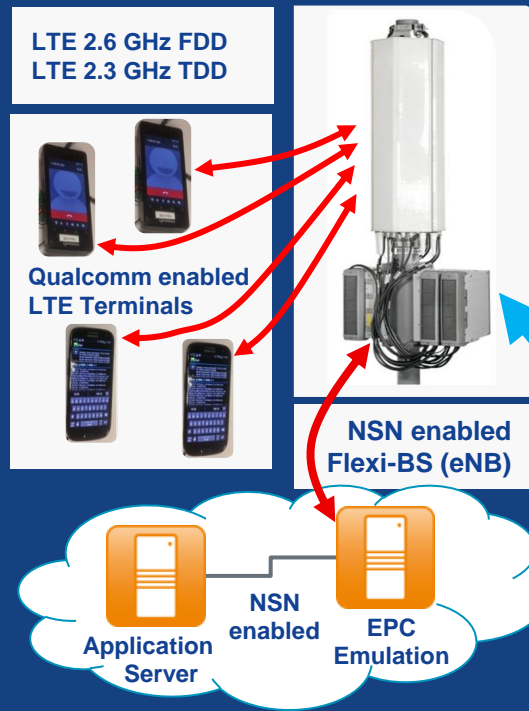 LTE 2.6 GHz FDD
LTE 2.3 GHz TDD
Qualcomm enabled
LTE Terminals
NSN enabled
Flexi-BS (eNB)
NSN
enabled
Application
Server
EPC
Emulation